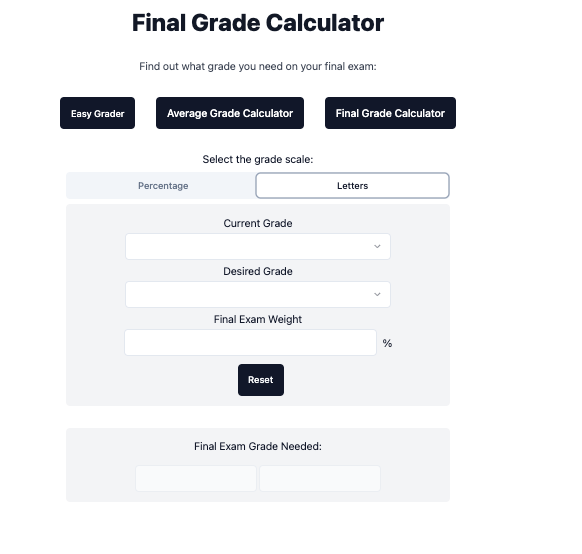 Final Grade Calculator
Find out what grade you need on your final exam:
Easy Grader
Average Grade Calculator
Final Grade Calculator
Select the grade scale:
Percentage
Letters
Current Grade
Desired Grade
Final Exam Weight
%
Reset
Final Exam Grade Needed: